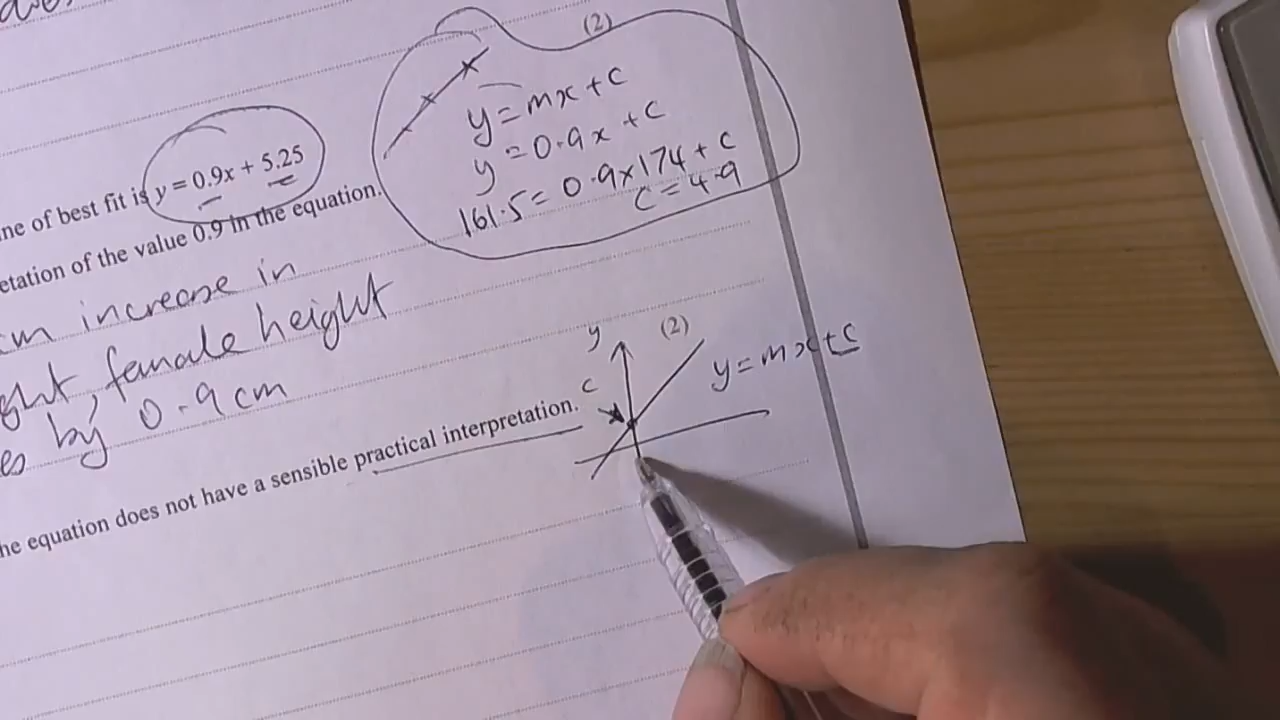 (2)
y = mx + c
y = 0.9x + c
161.5 = 0.9 x 174 + c
c = 4.9
ne of best fit is y = 0.9x + 5.25
etation of the value 0.9 in the equation.
cm increase in
ght, female height
es by 0.9 cm
(2)
y
c
y = mx + c
he equation does not have a sensible practical interpretation.